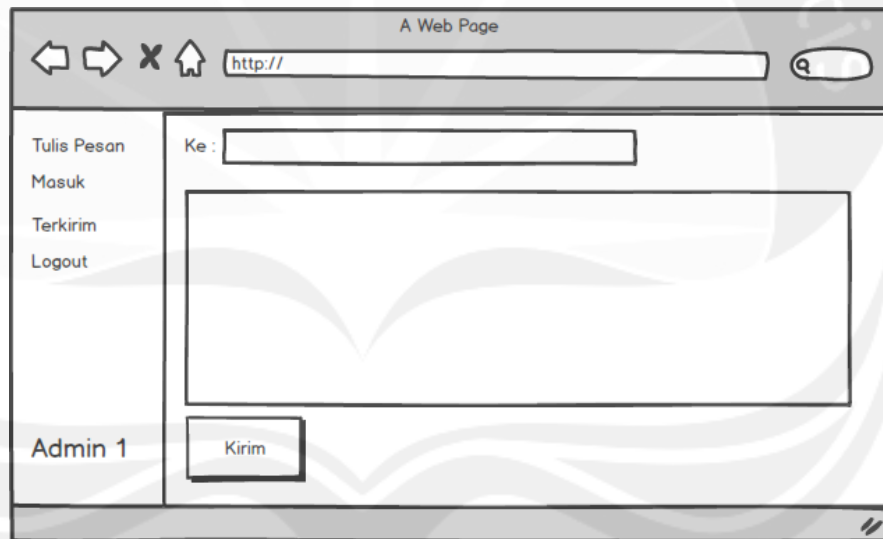 A Web Page
http://
Tulis Pesan
Masuk
Terkirim
Logout
Admin 1
Ke :
Kirim